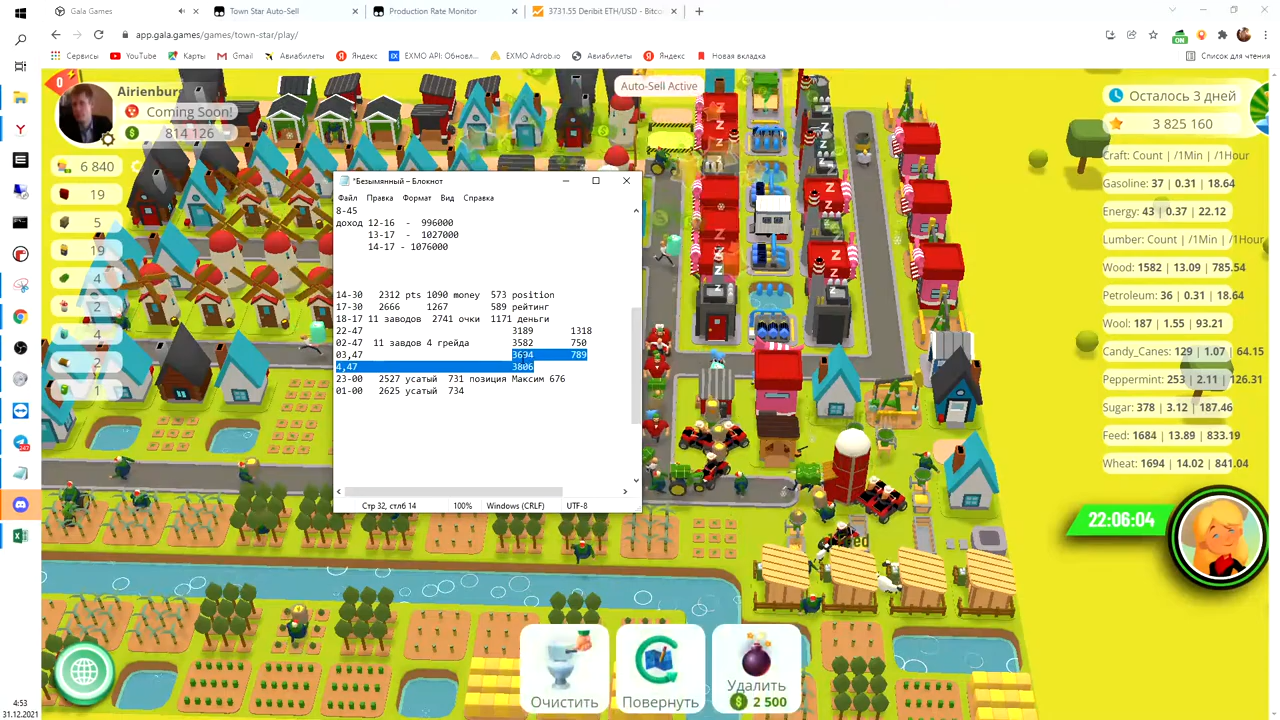 Gala Games
Town Star Auto-Sell
Production Rate Monitor
3731.55 Deribit ETH/USD - Bitco
app.gala.games/games/town-star/play/
ON
Сервисы
YouTube
Карты
Gmail
Авиабилеты
Яндекс
EXMO API: Обновл...
EXMO Adrob.io
Авиабилеты
Яндекс
Новая вкладка
Список для чтения
0
Airienburg
Coming Soon!
$ 814 126
6 840
19
5
19
4
2
4
2
1
Auto-Sell Active
*Безымянный – Блокнот
Файл Правка Формат Вид Справка
8-45
доход 12-16 - 996000
13-17 - 1027000
14-17 - 1076000
14-30 2312 pts 1090 money 573 position
17-30 2666 1267 589 рейтинг
18-17 11 заводов 2741 очки 1171 деньги
22-47 3189 1318
02-47 11 завдов 4 грейда 3582 750
03,47 3694 789
4,47 3806
23-00 2527 усатый 731 позиция Максим 676
01-00 2625 усатый 734
Стр 32, стлб 14
100%
Windows (CRLF)
UTF-8
Осталось 3 дней
3 825 160
Craft: Count | /1Min | /1Hour
Gasoline: 37 | 0.31 | 18.64
Energy: 43 | 0.37 | 22.12
Lumber: Count | /1Min | /1Hour
Wood: 1582 | 13.09 | 785.54
Petroleum: 36 | 0.31 | 18.64
Wool: 187 | 1.55 | 93.21
Candy_Canes: 129 | 1.07 | 64.15
Peppermint: 253 | 2.11 | 126.31
Sugar: 378 | 3.12 | 187.46
Feed: 1684 | 13.89 | 833.19
Wheat: 1694 | 14.02 | 841.04
22:06:04
Очистить
Повернуть
Удалить
$ 2 500
4:53
31.12.2021